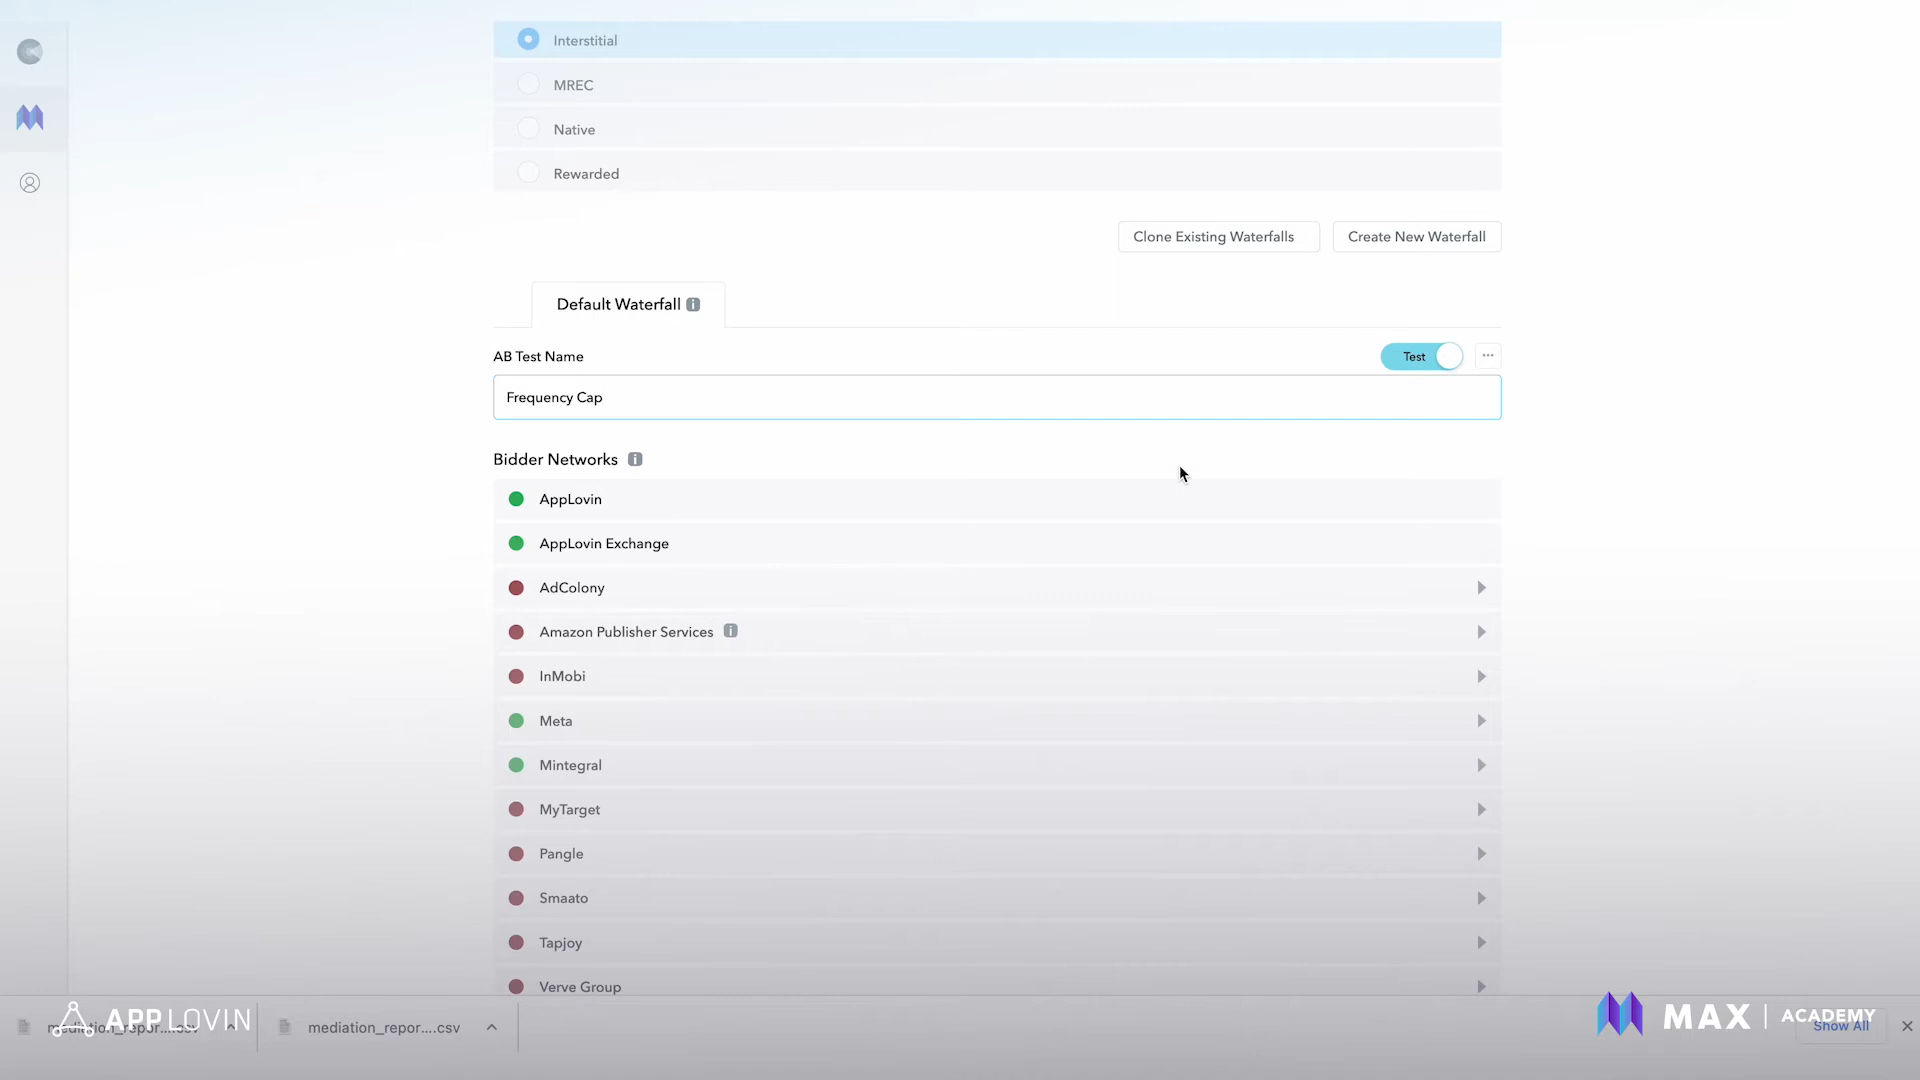 Interstitial
MREC
Native
Rewarded
Clone Existing Waterfalls
Create New Waterfall
Default Waterfall i
AB Test Name
Test
Frequency Cap
Bidder Networks i
AppLovin
AppLovin Exchange
AdColony
Amazon Publisher Services i
InMobi
Meta
Mintegral
MyTarget
Pangle
Smaato
Tapjoy
Verve Group
mediation_repor....csv
APPLOVIN
mediation_repor....csv
MAX | ACADEMY
Show All